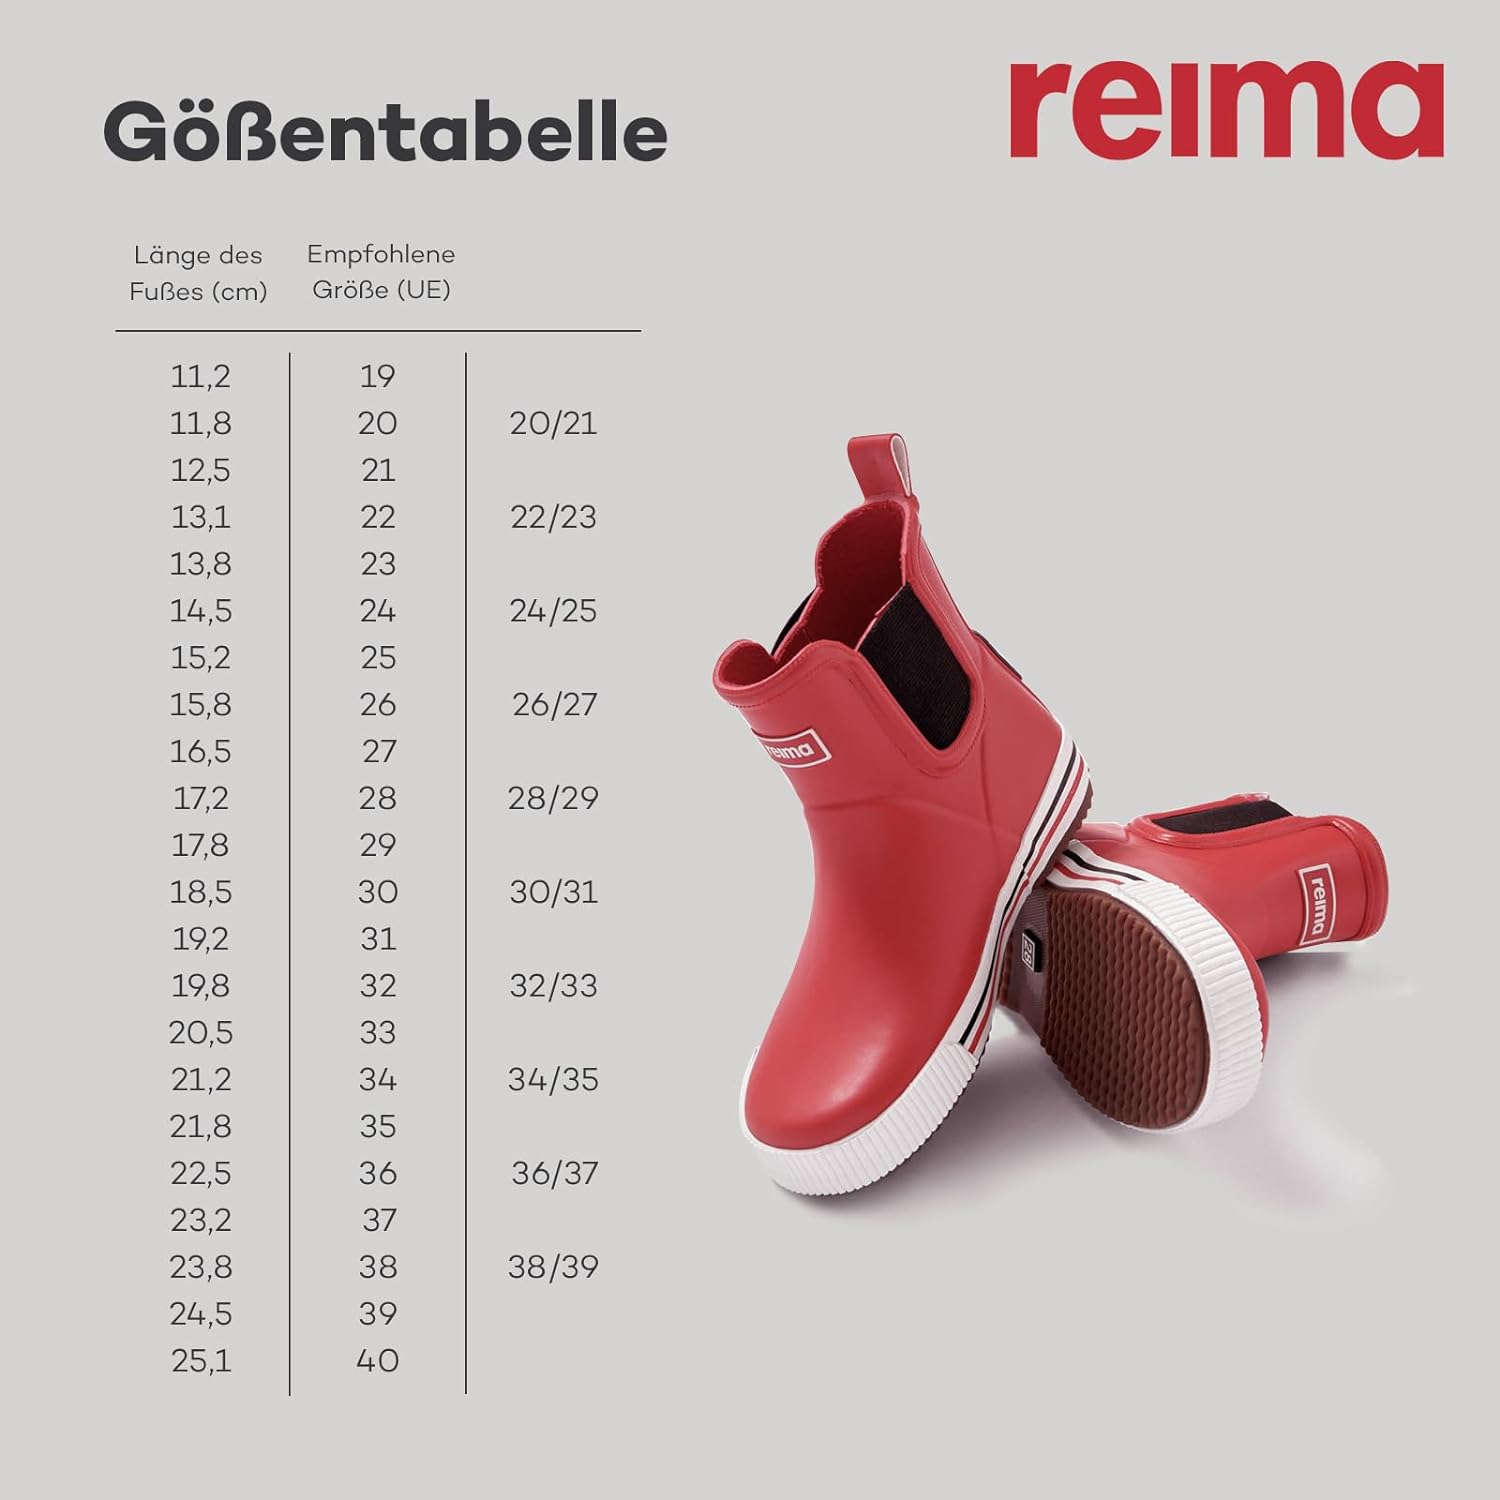 Gößentabelle
reima
Länge des Fußes (cm)
Empfohlene Größe (UE)
11,2 19
11,8 20 20/21
12,5 21
13,1 22 22/23
13,8 23
14,5 24 24/25
15,2 25
15,8 26 26/27
16,5 27
17,2 28 28/29
17,8 29
18,5 30 30/31
19,2 31
19,8 32 32/33
20,5 33
21,2 34 34/35
21,8 35
22,5 36 36/37
23,2 37
23,8 38 38/39
24,5 39
25,1 40
reima
reima
28